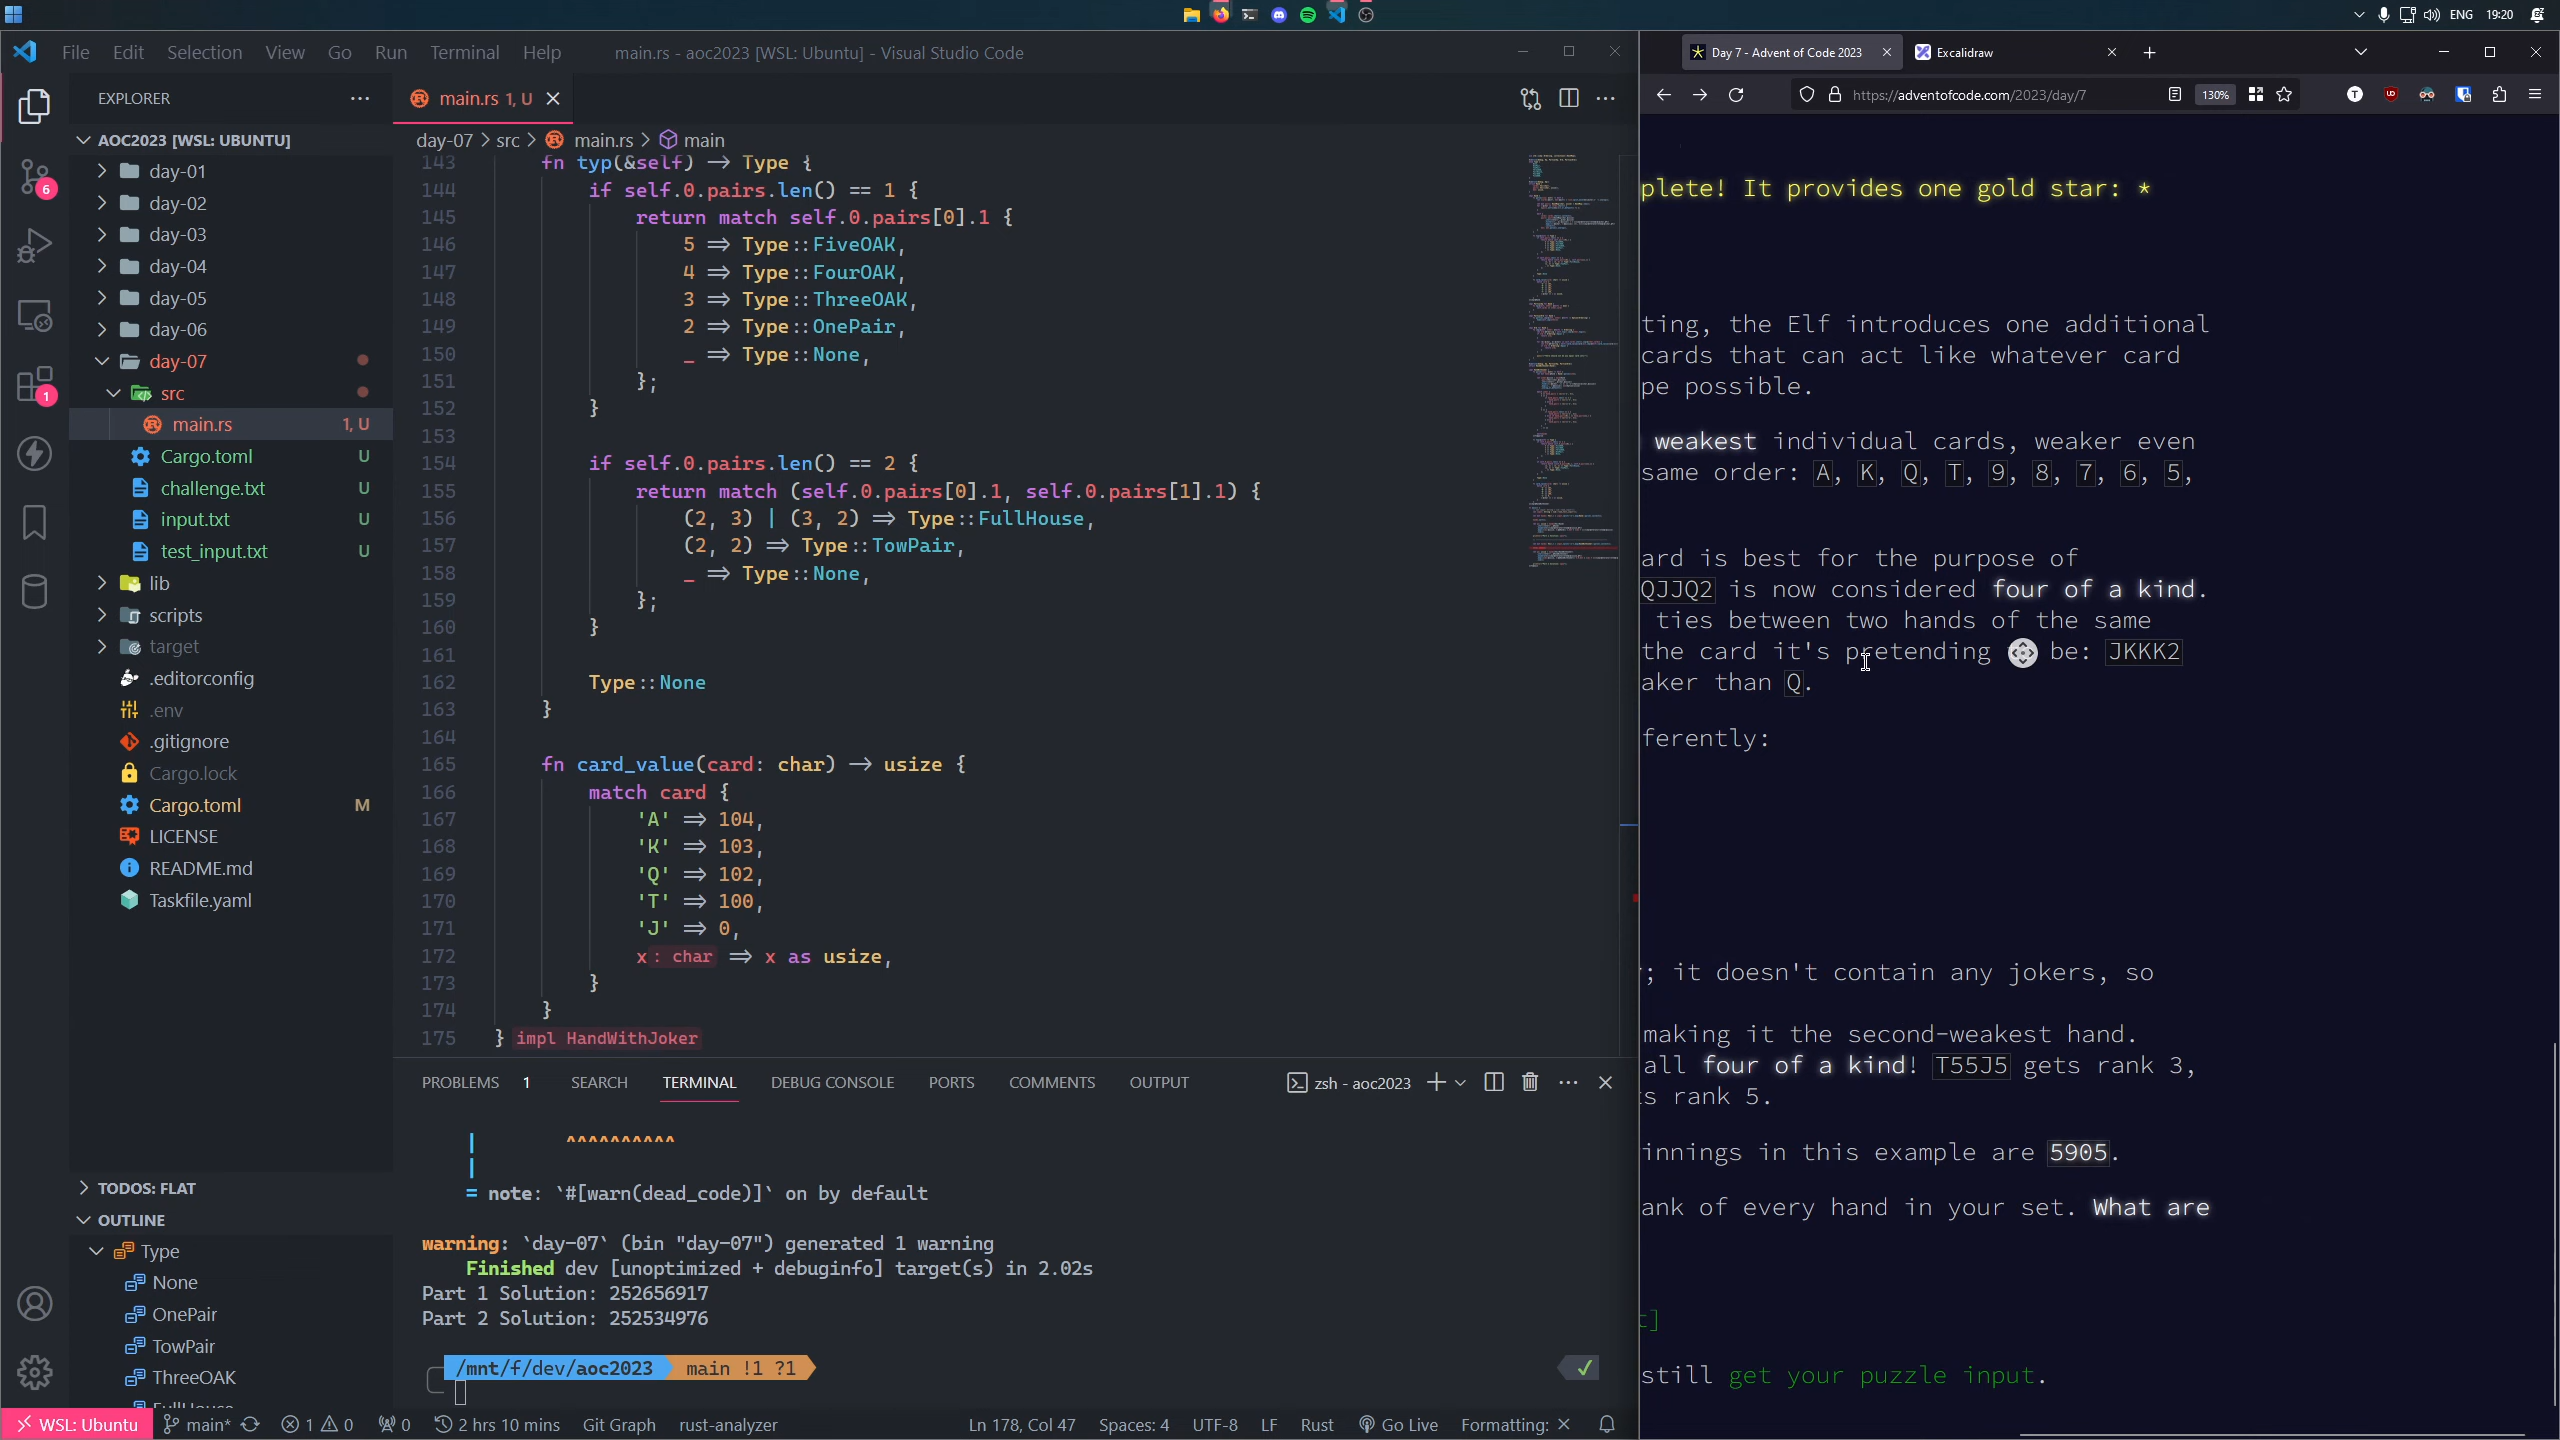 ENG 19:20
File Edit Selection View Go Run Terminal Help
main.rs - aoc2023 [WSL: Ubuntu] - Visual Studio Code
EXPLORER
AOC2023 [WSL: UBUNTU]
day-01
day-02
day-03
day-04
day-05
day-06
day-07
src
main.rs 1, U
Cargo.toml U
challenge.txt U
input.txt U
test_input.txt U
lib
scripts
target
.editorconfig
.env
.gitignore
Cargo.lock
Cargo.toml M
LICENSE
README.md
Taskfile.yaml
TODOS: FLAT
OUTLINE
Type
None
OnePair
TowPair
ThreeOAK
FullHouse
6
1
main.rs 1, U
day-07 > src > main.rs > main
143 fn typ(&self) -> Type {
144 if self.0.pairs.len() == 1 {
145 return match self.0.pairs[0].1 {
146 5 => Type::FiveOAK,
147 4 => Type::FourOAK,
148 3 => Type::ThreeOAK,
149 2 => Type::OnePair,
150 _ => Type::None,
151 };
152 }
153
154 if self.0.pairs.len() == 2 {
155 return match (self.0.pairs[0].1, self.0.pairs[1].1) {
156 (2, 3) | (3, 2) => Type::FullHouse,
157 (2, 2) => Type::TowPair,
158 _ => Type::None,
159 };
160 }
161
162 Type::None
163 }
164
165 fn card_value(card: char) -> usize {
166 match card {
167 'A' => 104,
168 'K' => 103,
169 'Q' => 102,
170 'T' => 100,
171 'J' => 0,
172 x: char => x as usize,
173 }
174 }
175 } impl HandWithJoker
PROBLEMS 1 SEARCH TERMINAL DEBUG CONSOLE PORTS COMMENTS OUTPUT
zsh - aoc2023
| ^^^^^^^^^^
|
= note: `#[warn(dead_code)]` on by default
warning: `day-07` (bin "day-07") generated 1 warning
Finished dev [unoptimized + debuginfo] target(s) in 2.02s
Part 1 Solution: 252656917
Part 2 Solution: 252534976
/mnt/f/dev/aoc2023 main !1 ?1
WSL: Ubuntu main* 1 0 0 2 hrs 10 mins Git Graph rust-analyzer
Ln 178, Col 47 Spaces: 4 UTF-8 LF Rust Go Live Formatting: ×
Day 7 - Advent of Code 2023
Excalidraw
https://adventofcode.com/2023/day/7
130%
plete! It provides one gold star: *
ting, the Elf introduces one additional
cards that can act like whatever card
pe possible.
weakest individual cards, weaker even
same order: A, K, Q, T, 9, 8, 7, 6, 5,
ard is best for the purpose of
QJJQ2 is now considered four of a kind.
ties between two hands of the same
the card it's pretending be: JKKK2
aker than Q.
ferently:
; it doesn't contain any jokers, so
making it the second-weakest hand.
all four of a kind! T55J5 gets rank 3,
s rank 5.
innings in this example are 5905.
ank of every hand in your set. What are
t]
still get your puzzle input.